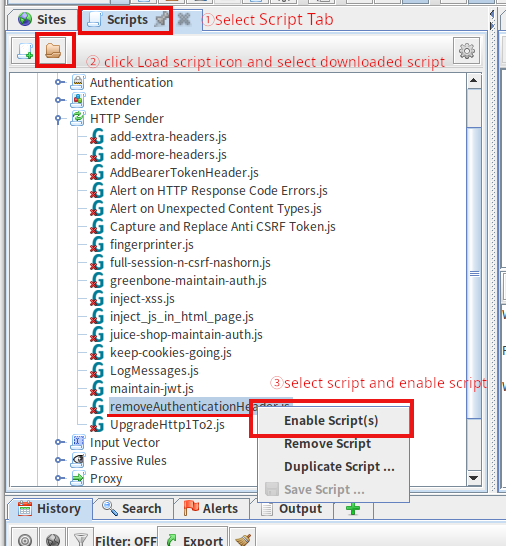 Sites
Scripts
①Select Script Tab
② click Load script icon and select downloaded script
Authentication
Extender
HTTP Sender
add-extra-headers.js
add-more-headers.js
AddBearerTokenHeader.js
Alert on HTTP Response Code Errors.js
Alert on Unexpected Content Types.js
Capture and Replace Anti CSRF Token.js
fingerprinter.js
full-session-n-csrf-nashorn.js
greenbone-maintain-auth.js
inject-xss.js
inject_js_in_html_page.js
juice-shop-maintain-auth.js
keep-cookies-going.js
LogMessages.js
maintain-jwt.js
③select script and enable script
removeAuthenticationHeader.js
UpgradeHttp1To2.js
Enable Script(s)
Remove Script
Duplicate Script ...
Save Script ...
Input Vector
Passive Rules
Proxy
History
Search
Alerts
Output
Filter: OFF
Export